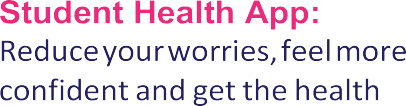 Student Health App:
Reduce your worries, feel more
confident and get the health